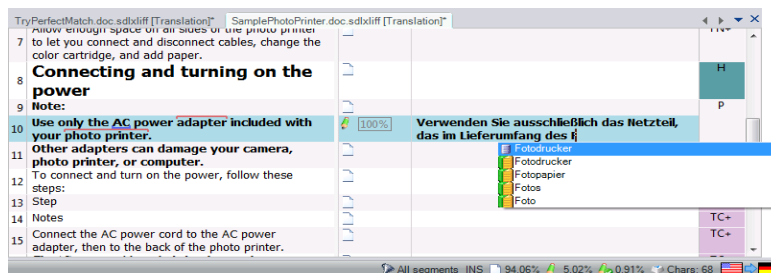 TryPerfectMatch.doc.sdlxliff [Translation]* SamplePhotoPrinter.doc.sdlxliff [Translation]*
Allow enough space on all sides of the photo printer
7 to let you connect and disconnect cables, change the
color cartridge, and add paper.
8 Connecting and turning on the
power
H
9 Note:
P
10 Use only the AC power adapter included with
your photo printer.
100%
Verwenden Sie ausschließlich das Netzteil,
das im Lieferumfang des
11 Other adapters can damage your camera,
photo printer, or computer.
Fotodrucker
Fotodrucker
Fotopapier
Fotos
Foto
12 To connect and turn on the power, follow these
steps:
13 Step
14 Notes
TC+
15 Connect the AC power cord to the AC power
adapter, then to the back of the photo printer.
TC+
All segments INS 94.06% 5.02% 0.91% Chars: 68